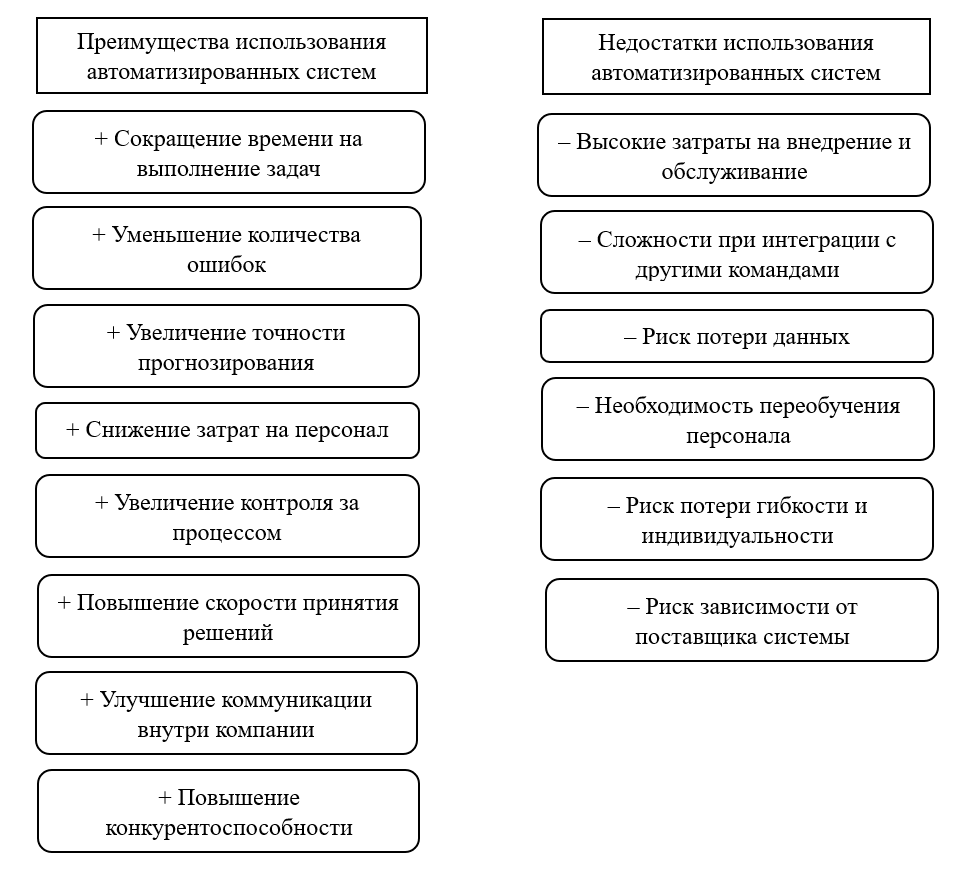 Преимущества использования
автоматизированных систем
+ Сокращение времени на
выполнение задач
+ Уменьшение количества
ошибок
+ Увеличение точности
прогнозирования
+ Снижение затрат на персонал
+ Увеличение контроля за
процессом
+ Повышение скорости принятия
решений
+ Улучшение коммуникации
внутри компании
+ Повышение
конкурентоспособности
Недостатки использования
автоматизированных систем
– Высокие затраты на внедрение и
обслуживание
– Сложности при интеграции с
другими командами
– Риск потери данных
– Необходимость переобучения
персонала
– Риск потери гибкости и
индивидуальности
– Риск зависимости от
поставщика системы